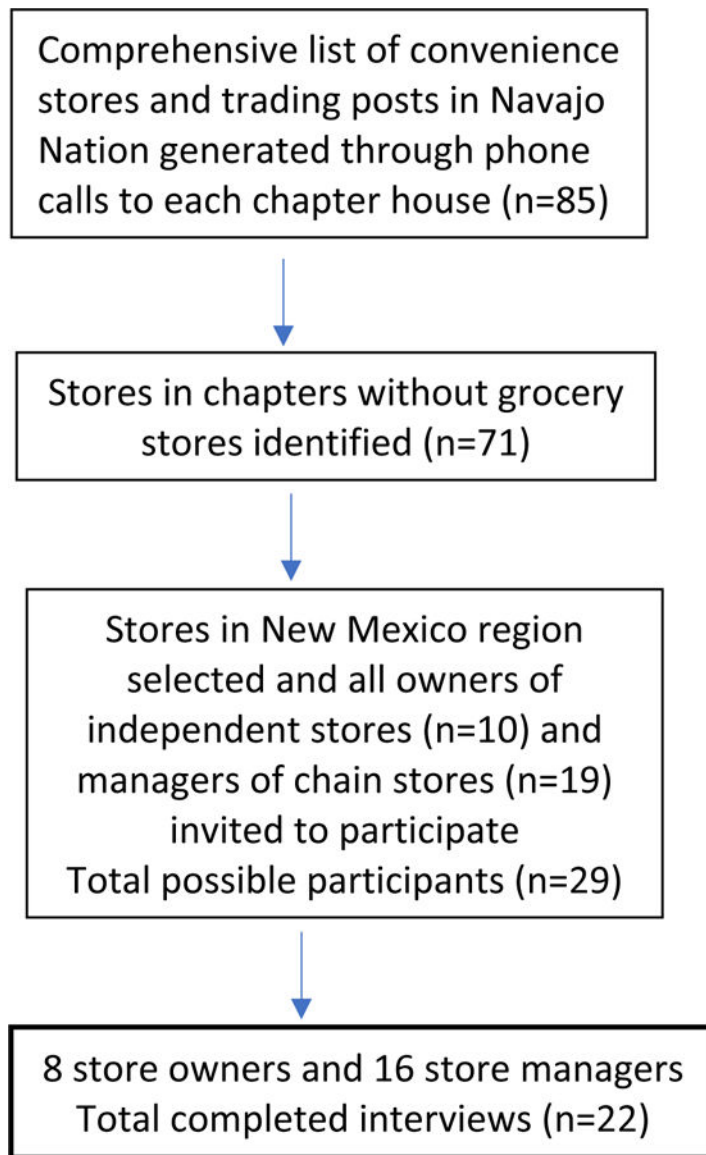 Comprehensive list of convenience
stores and trading posts in Navajo
Nation generated through phone
calls to each chapter house (n=85)
Stores in chapters without grocery
stores identified (n=71)
Stores in New Mexico region
selected and all owners of
independent stores (n=10) and
managers of chain stores (n=19)
invited to participate
Total possible participants (n=29)
8 store owners and 16 store managers
Total completed interviews (n=22)